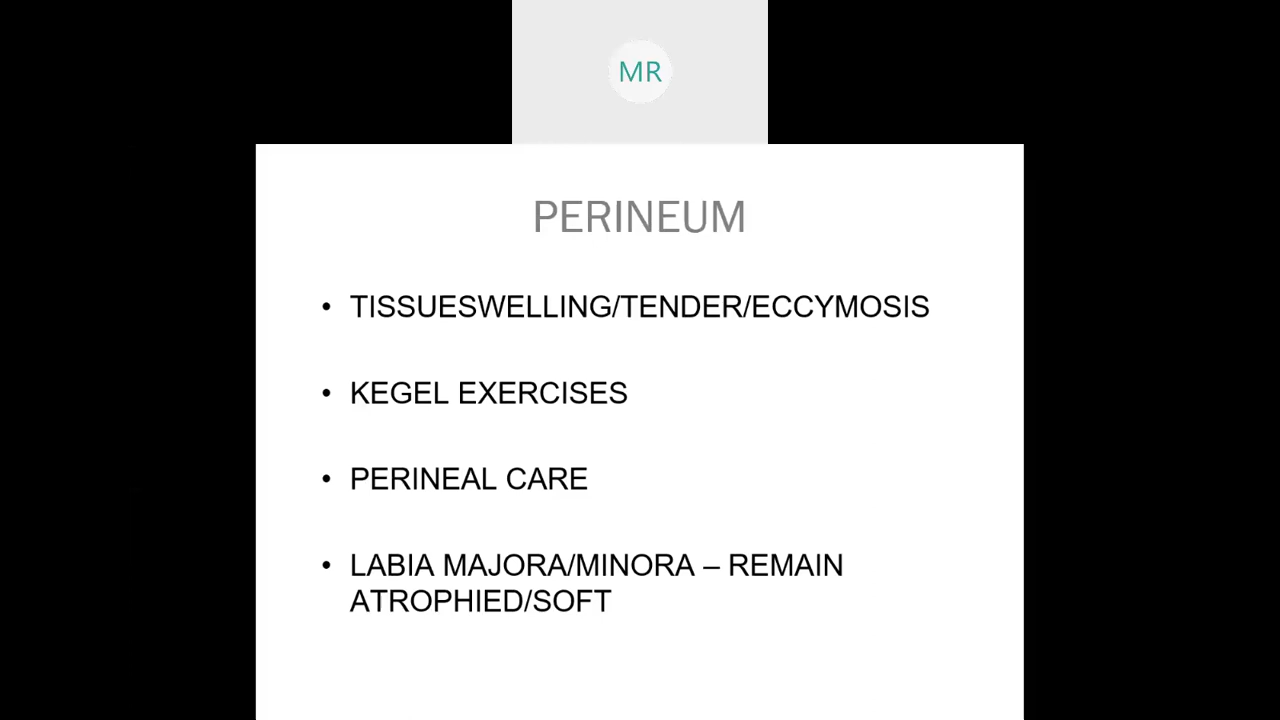 MR
PERINEUM
• TISSUESWELLING/TENDER/ECCYMOSIS
• KEGEL EXERCISES
• PERINEAL CARE
• LABIA MAJORA/MINORA – REMAIN
ATROPHIED/SOFT